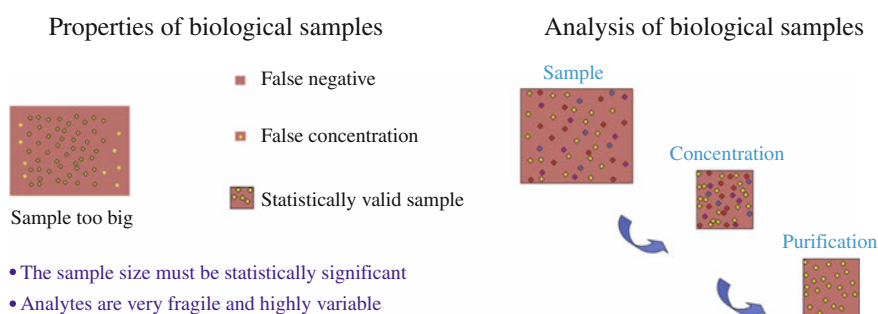 Properties of biological samples
False negative
False concentration
Statistically valid sample
Sample too big
• The sample size must be statistically significant
• Analytes are very fragile and highly variable
Analysis of biological samples
Sample
Concentration
Purification